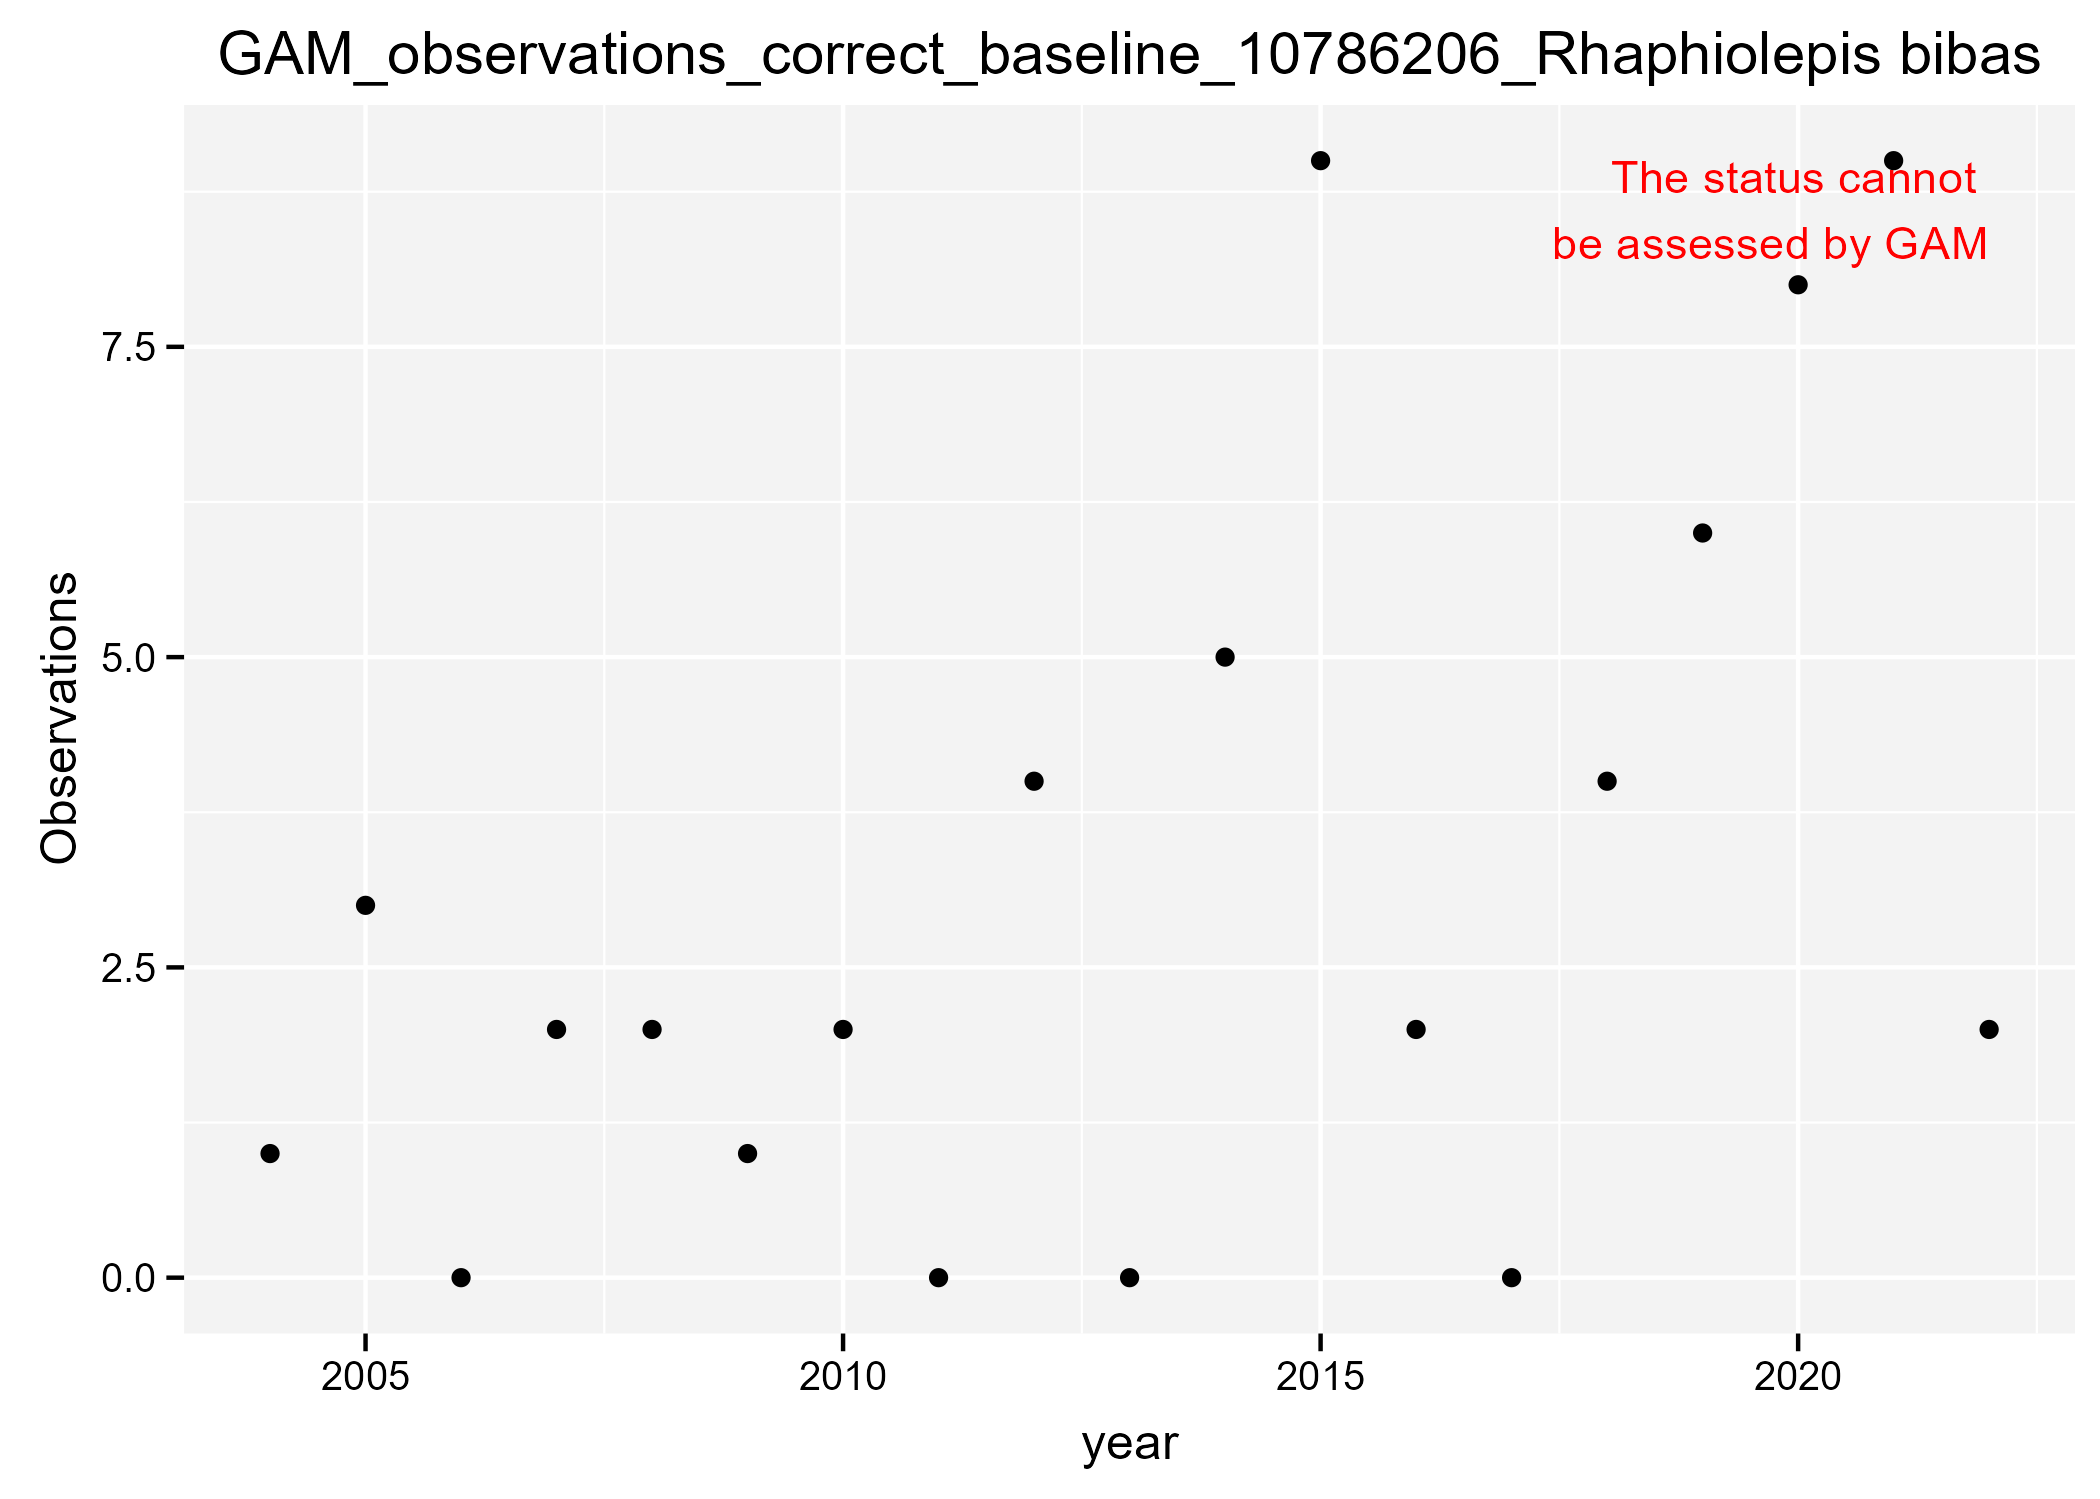 GAM_observations_correct_baseline_10786206_Rhaphiolepis bibas
The status cannot
be assessed by GAM
7.5
5.0
2.5
0.0
Observations
2005 2010 2015 2020
year